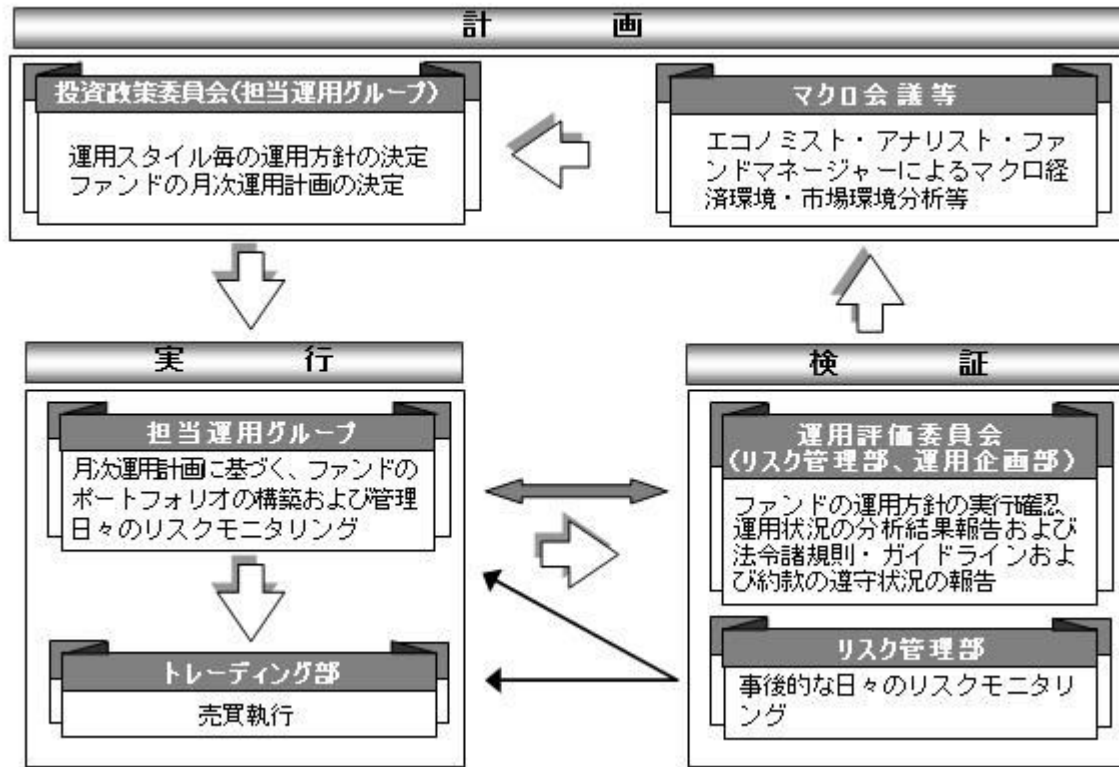 計画
投資政策委員会(担当運用グループ)
運用スタイル毎の運用方針の決定
ファンドの月次運用計画の決定
マクロ会議等
エコノミスト・アナリスト・ファ
ンドマネージャーによるマクロ経
済環境・市場環境分析等
実行
担当運用グループ
月次運用計画に基づく、ファンドの
ポートフォリオの構築および管理
日々のリスクモニタリング
トレーディング部
売買執行
検証
運用評価委員会
(リスク管理部、運用企画部)
ファンドの運用方針の実行確認、
運用状況の分析結果報告および
法令諸規則・ガイドラインおよ
び約款の遵守状況の報告
リスク管理部
事後的な日々のリスクモニタリ
ング